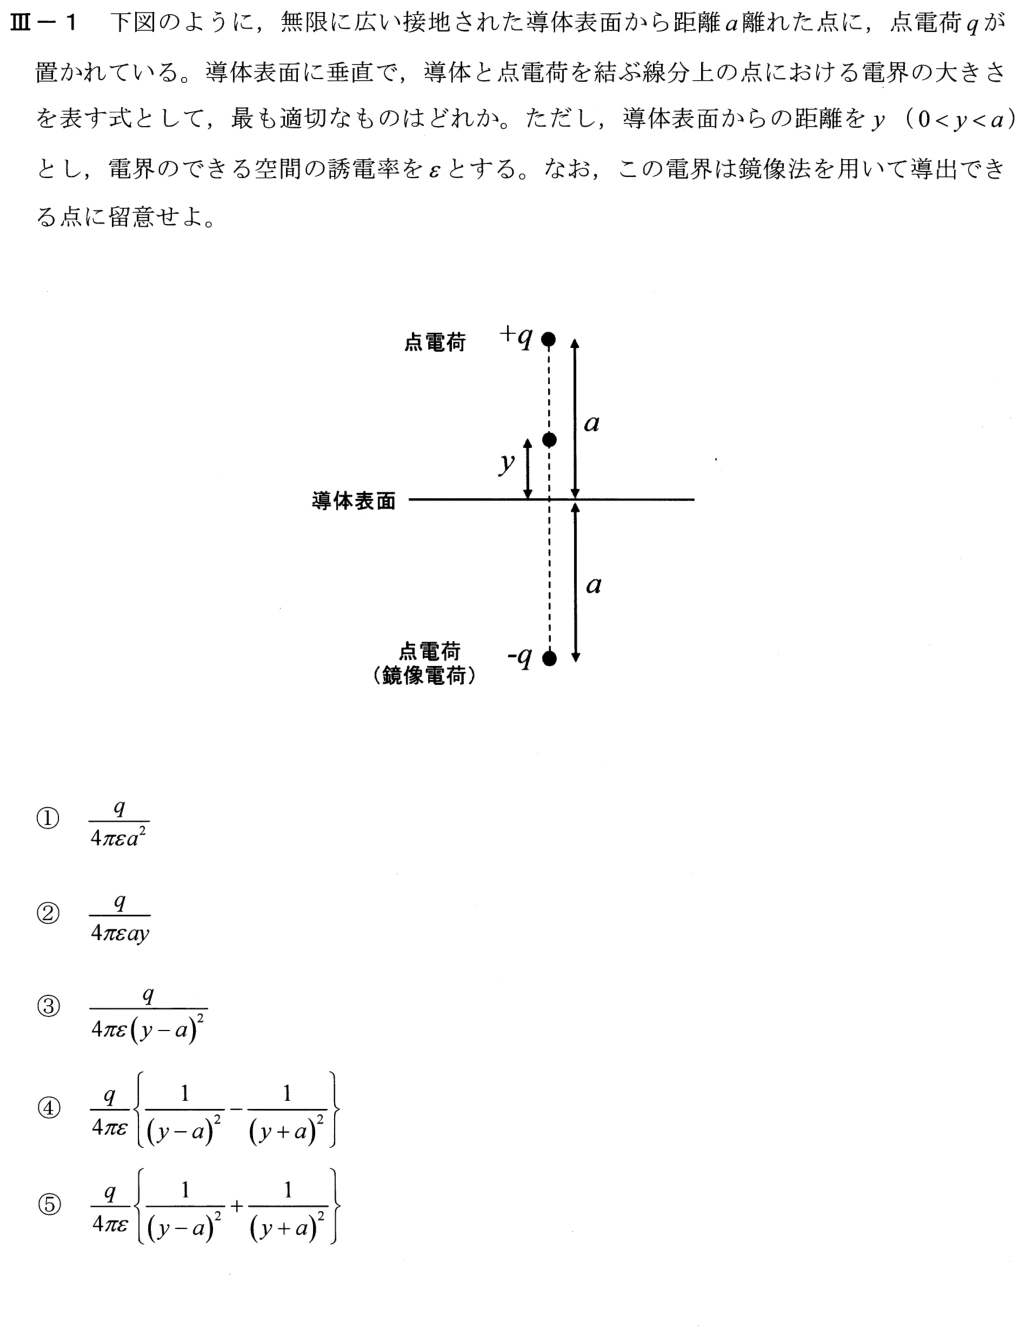 Ⅲ－1　下図のように，無限に広い接地された導体表面から距離a離れた点に，点電荷qが
置かれている。導体表面に垂直で，導体と点電荷を結ぶ線分上の点における電界の大きさ
を表す式として，最も適切なものはどれか。ただし，導体表面からの距離をy（0<y<a）
とし，電界のできる空間の誘電率をεとする。なお，この電界は鏡像法を用いて導出でき
る点に留意せよ。
点電荷 +q
a
y
導体表面
a
点電荷 -q
（鏡像電荷）
① q/(4πεa²)
② q/(4πεay)
③ q/(4πε(y−a)²)
④ q/(4πε){1/(y−a)² − 1/(y+a)²}
⑤ q/(4πε){1/(y−a)² + 1/(y+a)²}